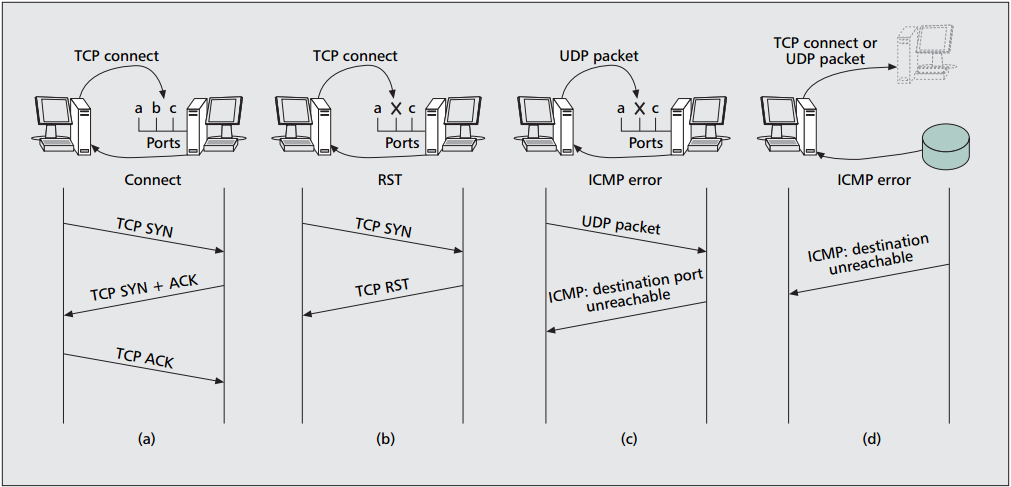 TCP connect
a b c
Ports
Connect
TCP SYN
TCP SYN + ACK
TCP ACK
(a)
TCP connect
a X c
Ports
RST
TCP SYN
TCP RST
(b)
UDP packet
a X c
Ports
ICMP error
UDP packet
ICMP: destination port
unreachable
(c)
TCP connect or
UDP packet
ICMP error
ICMP: destination
unreachable
(d)